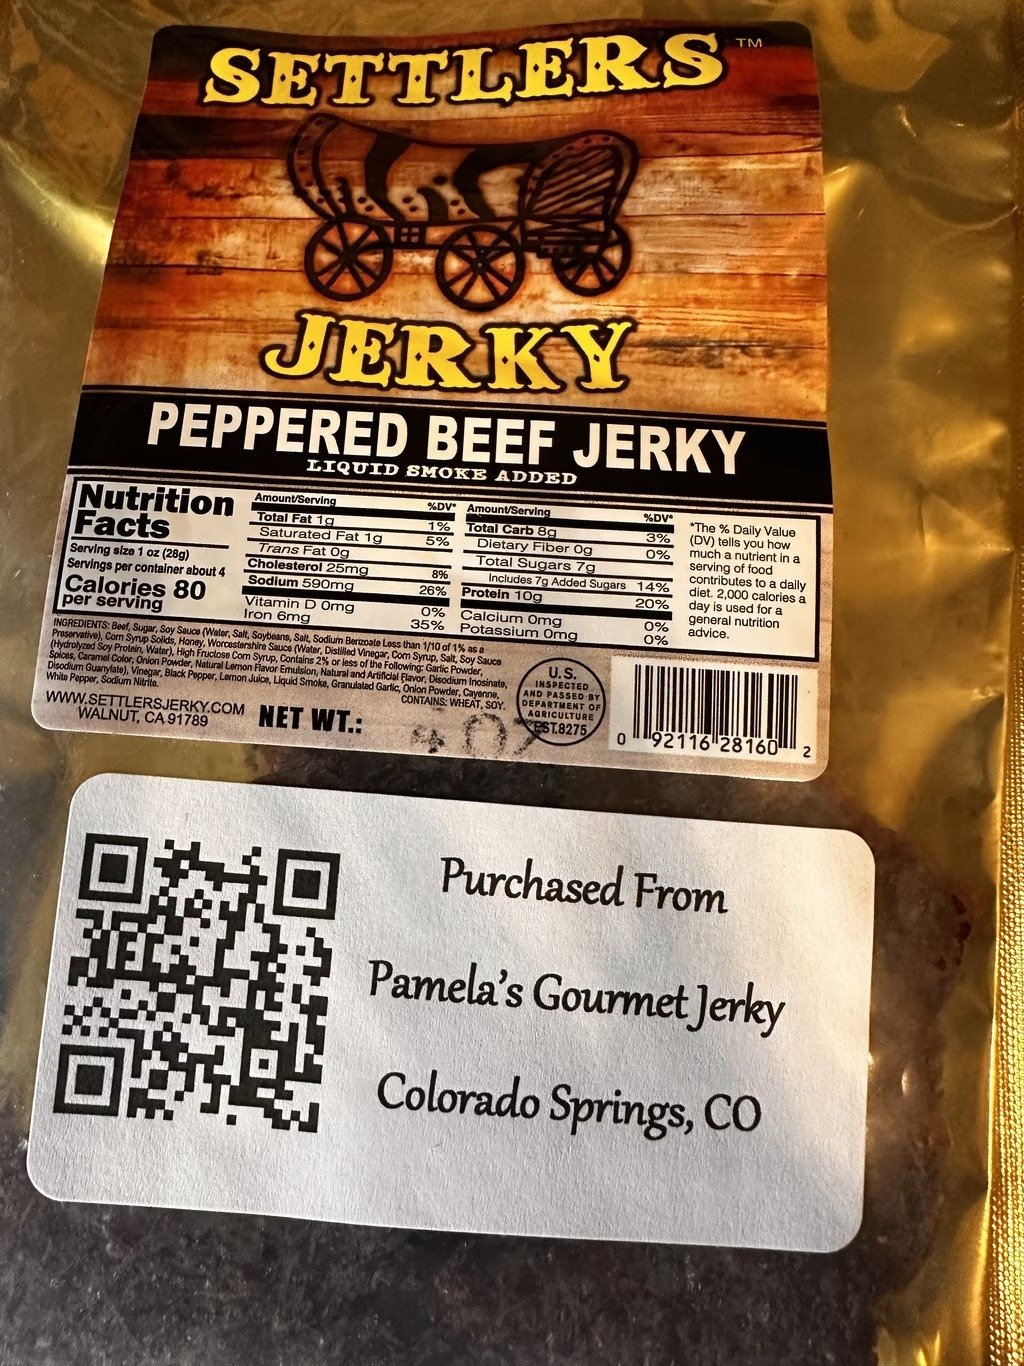 SETTLERS™
JERKY
PEPPERED BEEF JERKY
LIQUID SMOKE ADDED
Nutrition
Facts
Serving size 1 oz (28g)
Servings per container about 4
Calories 80
per serving
Amount/Serving %DV*
Total Fat 1g 1%
Saturated Fat 1g 5%
Trans Fat 0g
Cholesterol 25mg 8%
Sodium 590mg 26%
Vitamin D 0mg 0%
Iron 6mg 35%
Amount/Serving %DV*
Total Carb 8g 3%
Dietary Fiber 0g 0%
Total Sugars 7g
Includes 7g Added Sugars 14%
Protein 10g 20%
Calcium 0mg 0%
Potassium 0mg 0%
*The % Daily Value
(DV) tells you how
much a nutrient in a
serving of food
contributes to a daily
diet. 2,000 calories a
day is used for a
general nutrition
advice.
INGREDIENTS: Beef, Sugar, Soy Sauce (Water, Salt, Soybeans, Salt, Sodium Benzoate Less than 1/10 of 1% as a
Preservative), Corn Syrup Solids, Honey, Worcestershire Sauce (Water, Distilled Vinegar, Corn Syrup, Salt, Soy Sauce
(Hydrolyzed Soy Protein, Water), High Fructose Corn Syrup, Contains 2% or less of the Following: Garlic Powder,
Spices, Caramel Color, Onion Powder, Natural Lemon Flavor Emulsion, Natural and Artificial Flavor, Disodium Inosinate,
Disodium Guanylate), Vinegar, Black Pepper, Lemon Juice, Liquid Smoke, Granulated Garlic, Onion Powder, Cayenne,
White Pepper, Sodium Nitrite.
CONTAINS: WHEAT, SOY.
WWW.SETTLERSJERKY.COM
WALNUT, CA 91789
NET WT.: 4 OZ
U.S.
INSPECTED
AND PASSED BY
DEPARTMENT OF
AGRICULTURE
EST.8275
0 92116 28160 2
Purchased From
Pamela's Gourmet Jerky
Colorado Springs, CO